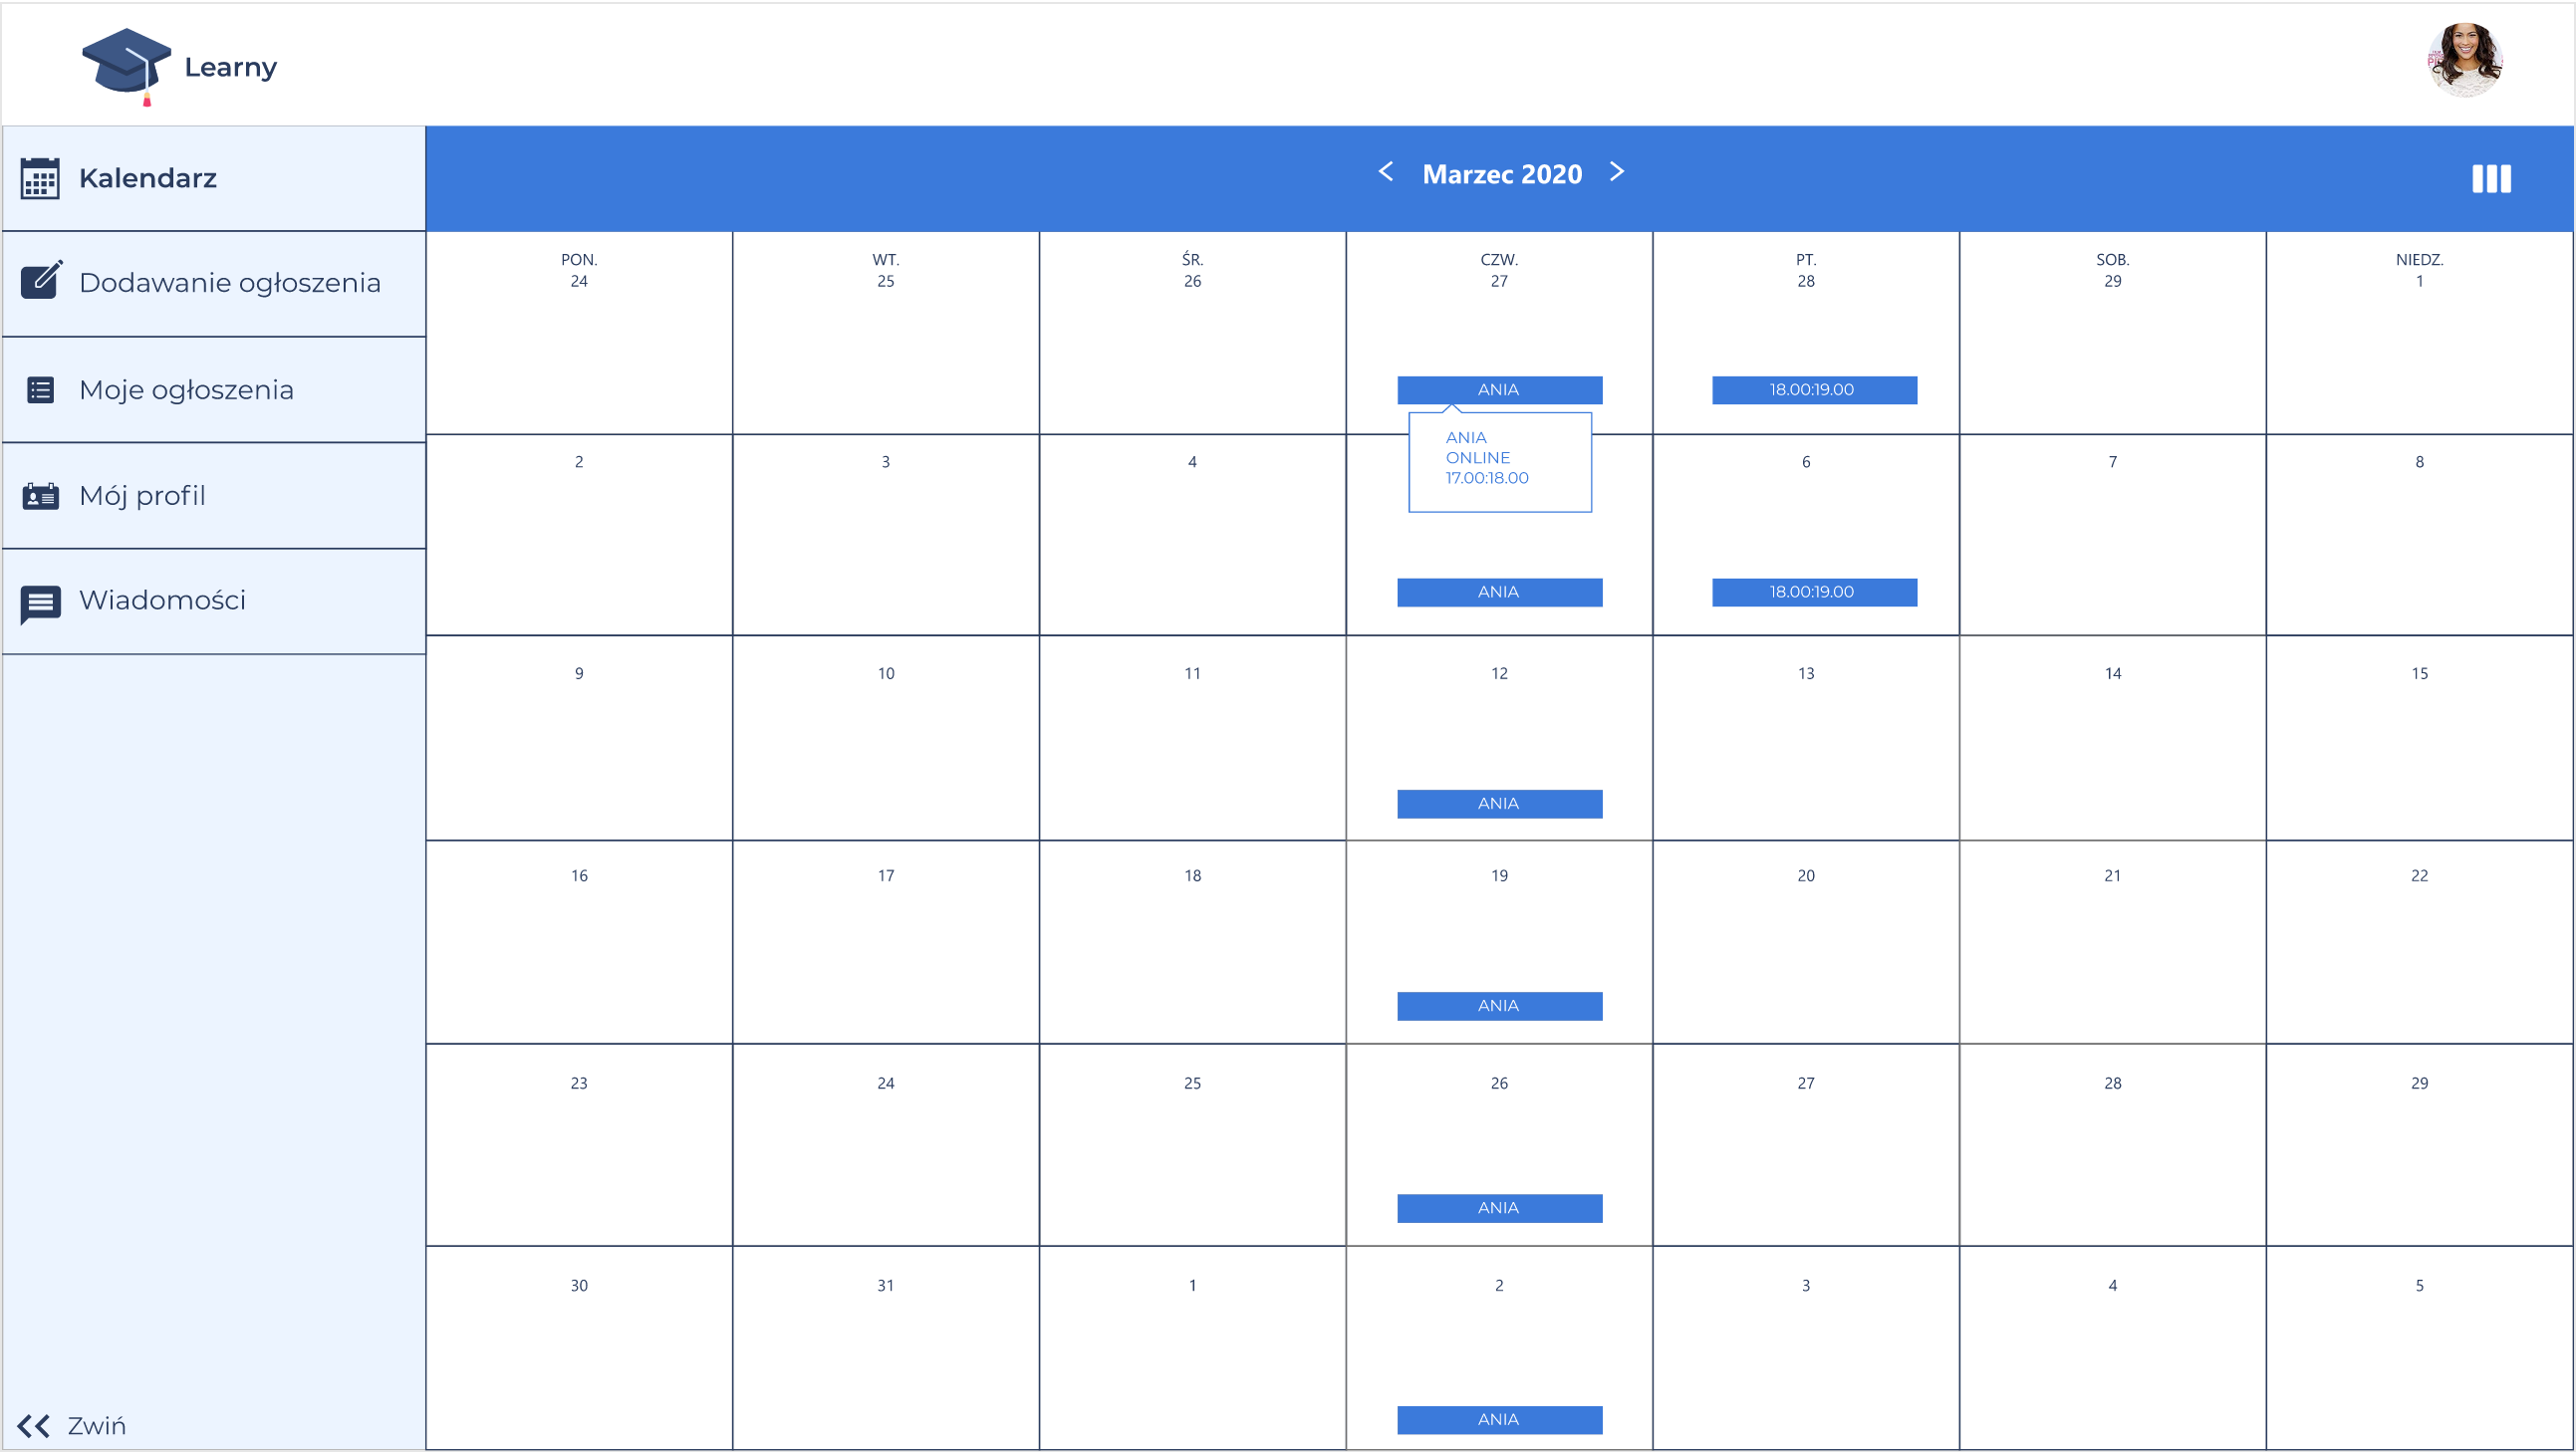 Learny
Kalendarz
Dodawanie ogłoszenia
Moje ogłoszenia
Mój profil
Wiadomości
Zwiń
Marzec 2020
PON. WT. ŚR. CZW. PT. SOB. NIEDZ.
24 25 26 27 28 29 1
ANIA 18.00:19.00
ANIA
ONLINE
17.00:18.00
2 3 4 6 7 8
ANIA 18.00:19.00
9 10 11 12 13 14 15
ANIA
16 17 18 19 20 21 22
ANIA
23 24 25 26 27 28 29
ANIA
30 31 1 2 3 4 5
ANIA